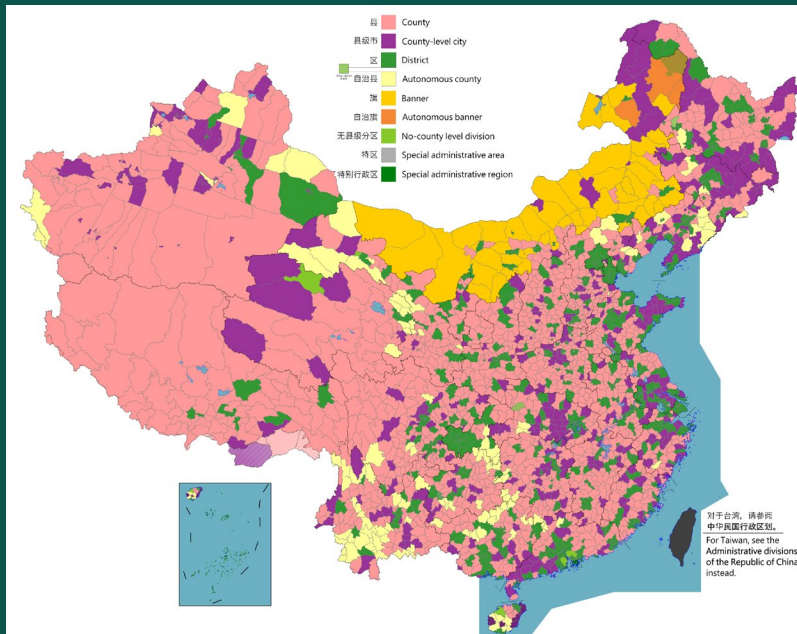 县 County
县级市 County-level city
区 District
自治县 Autonomous county
旗 Banner
自治旗 Autonomous banner
无县级分区 No-county level division
特区 Special administrative area
特别行政区 Special administrative region
对于台湾，请参阅
中华民国行政区划。
For Taiwan, see the
Administrative divisions
of the Republic of China
instead.